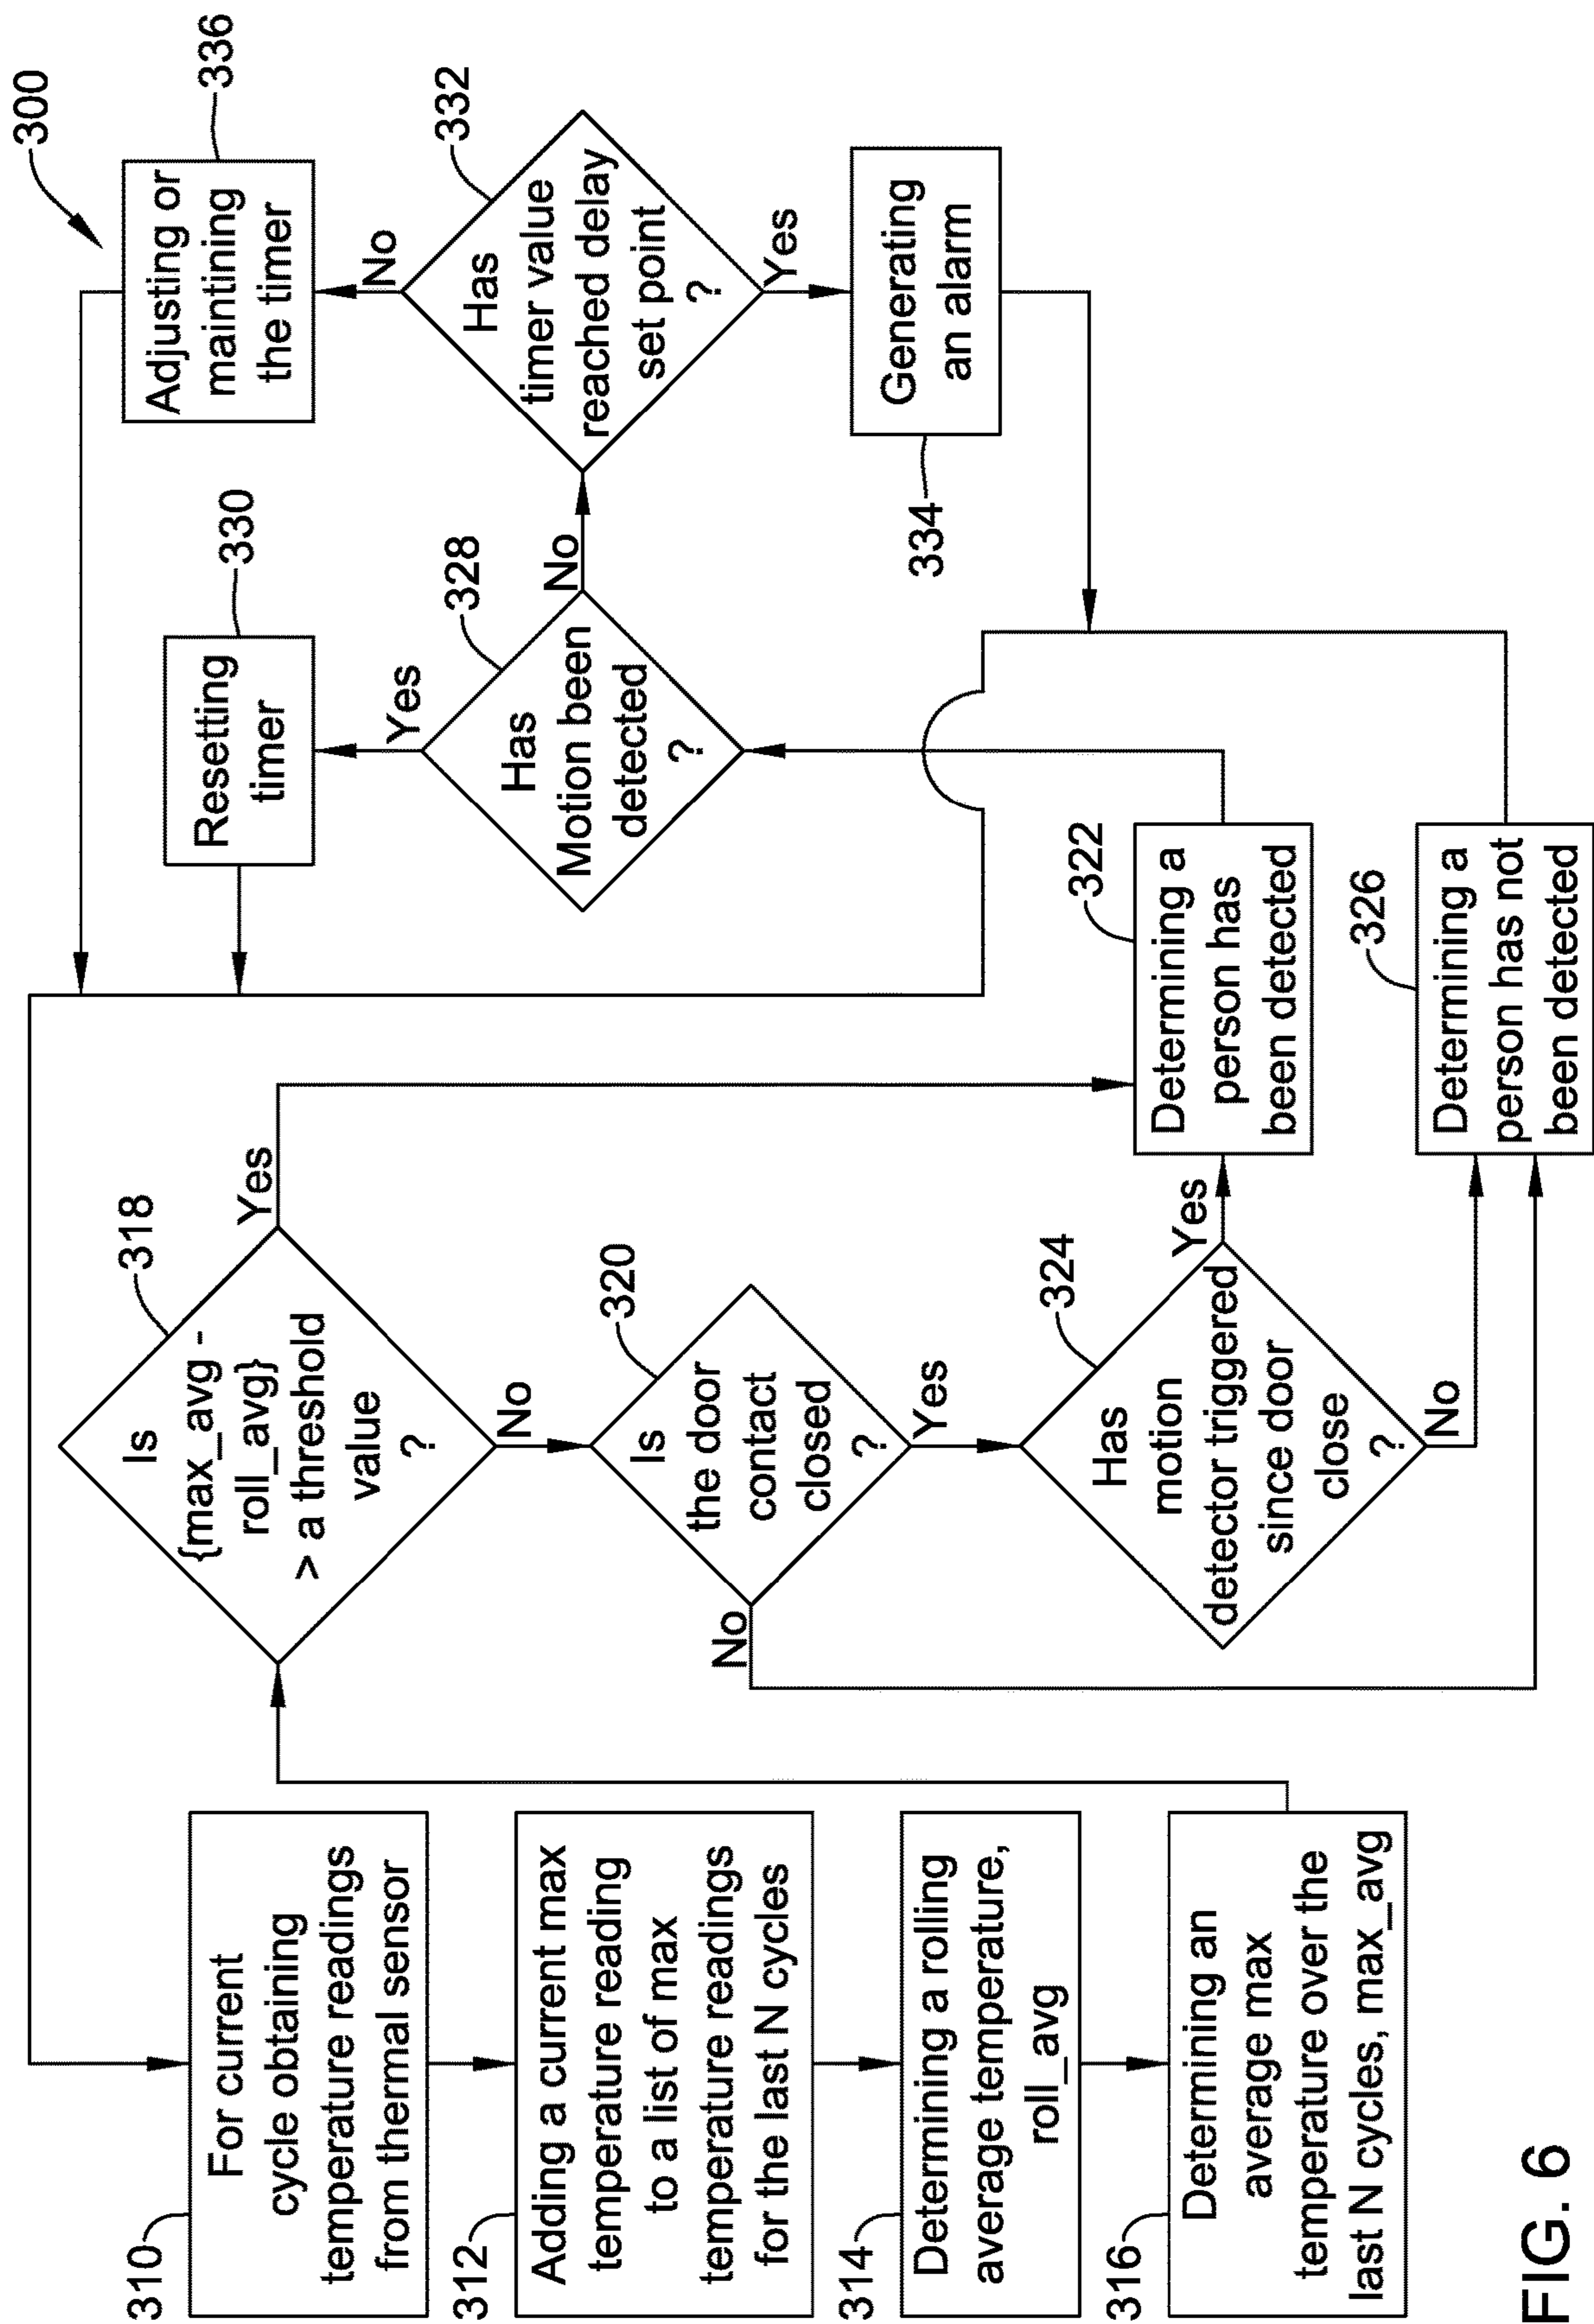 300
310
For current
cycle obtaining
temperature readings
from thermal sensor
312
Adding a current max
temperature reading
to a list of max
temperature readings
for the last N cycles
314
Determining a rolling
average temperature,
roll_avg
316
Determining an
average max
temperature over the
last N cycles, max_avg
318
Is
{max_avg -
roll_avg}
> a threshold
value
?
Yes
No
320
Is
the door
contact
closed
?
No
Yes
324
Has
motion
detector triggered
since door
close
?
Yes
No
322
Determining a
person has
been detected
326
Determining a
person has not
been detected
328
Has
Motion been
detected
?
Yes
No
330
Resetting
timer
332
Has
timer value
reached delay
set point
?
No
Yes
334
Generating
an alarm
336
Adjusting or
maintining
the timer
FIG. 6